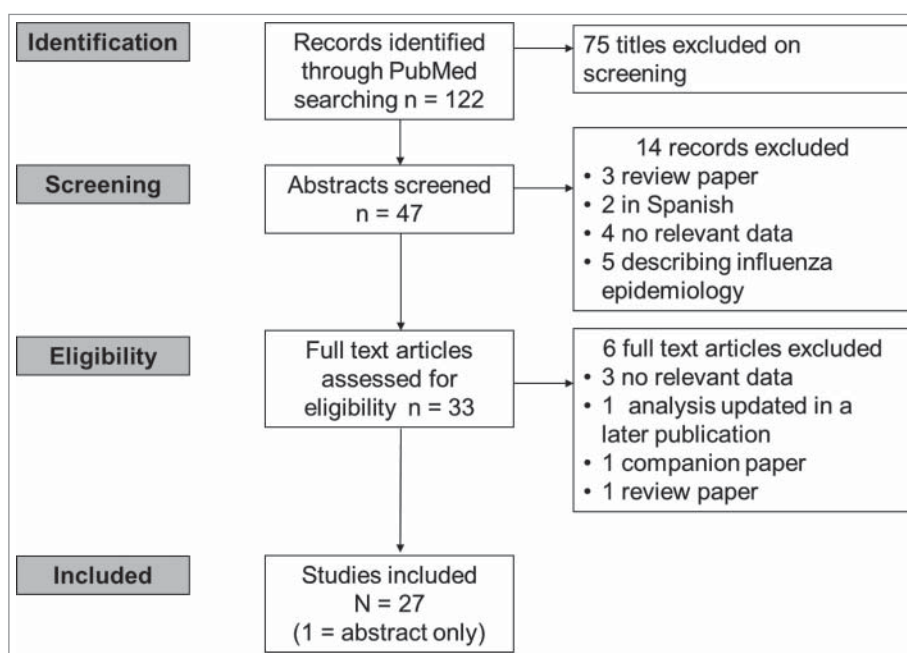 Identification
Records identified
through PubMed
searching n = 122
75 titles excluded on
screening
Screening
Abstracts screened
n = 47
14 records excluded
• 3 review paper
• 2 in Spanish
• 4 no relevant data
• 5 describing influenza
epidemiology
Eligibility
Full text articles
assessed for
eligibility n = 33
6 full text articles excluded
• 3 no relevant data
• 1 analysis updated in a
later publication
• 1 companion paper
• 1 review paper
Included
Studies included
N = 27
(1 = abstract only)